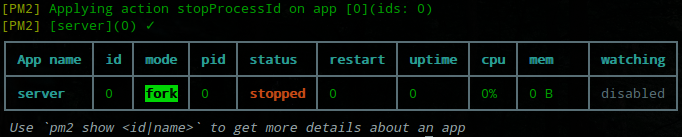 [PM2] Applying action stopProcessId on app [0](ids: 0)
[PM2] [server](0) ✓
App name id mode pid status restart uptime cpu mem watching
server 0 fork 0 stopped 0 0 0% 0 B disabled
Use `pm2 show <id|name>` to get more details about an app